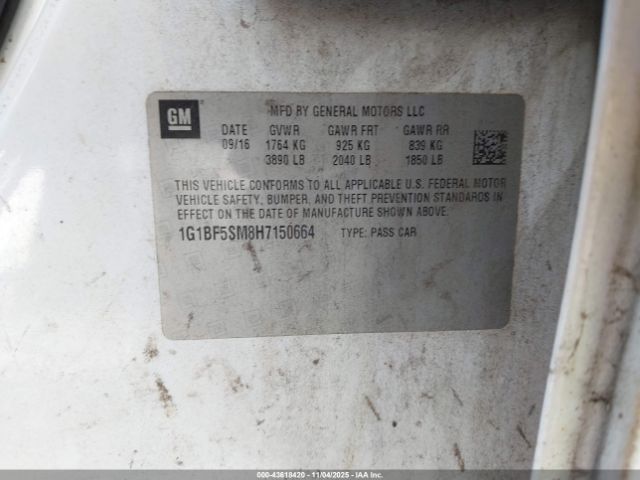 GM
MFD BY GENERAL MOTORS LLC
DATE GVWR GAWR FRT GAWR RR
09/16 1764 KG 925 KG 839 KG
3890 LB 2040 LB 1850 LB
THIS VEHICLE CONFORMS TO ALL APPLICABLE U.S. FEDERAL MOTOR
VEHICLE SAFETY, BUMPER, AND THEFT PREVENTION STANDARDS IN
EFFECT ON THE DATE OF MANUFACTURE SHOWN ABOVE.
1G1BF5SM8H7150664 TYPE: PASS CAR
000-43618420 - 11/04/2025 - IAAI.CA